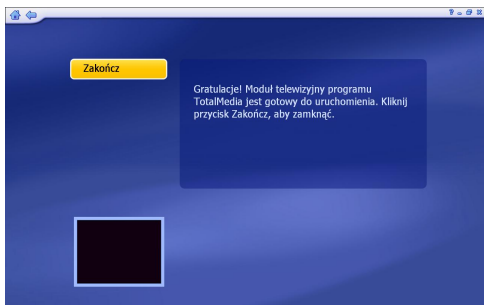 Zakończ
Gratulacje! Moduł telewizyjny programu
TotalMedia jest gotowy do uruchomienia. Kliknij
przycisk Zakończ, aby zamknąć.